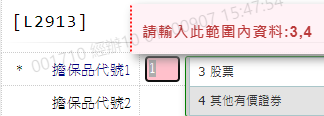 [L2913]
請輸入此範圍內資料:3,4
* 擔保品代號1 1
3 股票
擔保品代號2
4 其他有價證券